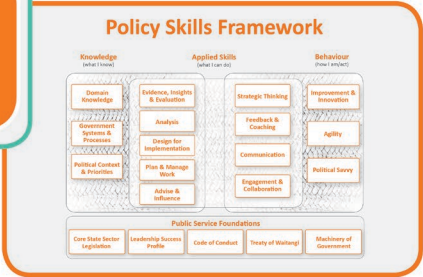 Policy Skills Framework
Knowledge
(what I know)
Applied Skills
(what I can do)
Behaviour
(how I am/act)
Domain
Knowledge
Government
Systems &
Processes
Political Context
& Priorities
Evidence, Insights
& Evaluation
Analysis
Design for
Implementation
Plan & Manage
Work
Advise &
Influence
Strategic Thinking
Feedback &
Coaching
Communication
Engagement &
Collaboration
Improvement &
Innovation
Agility
Political Savvy
Public Service Foundations
Core State Sector
Legislation
Leadership Success
Profile
Code of Conduct
Treaty of Waitangi
Machinery of
Government